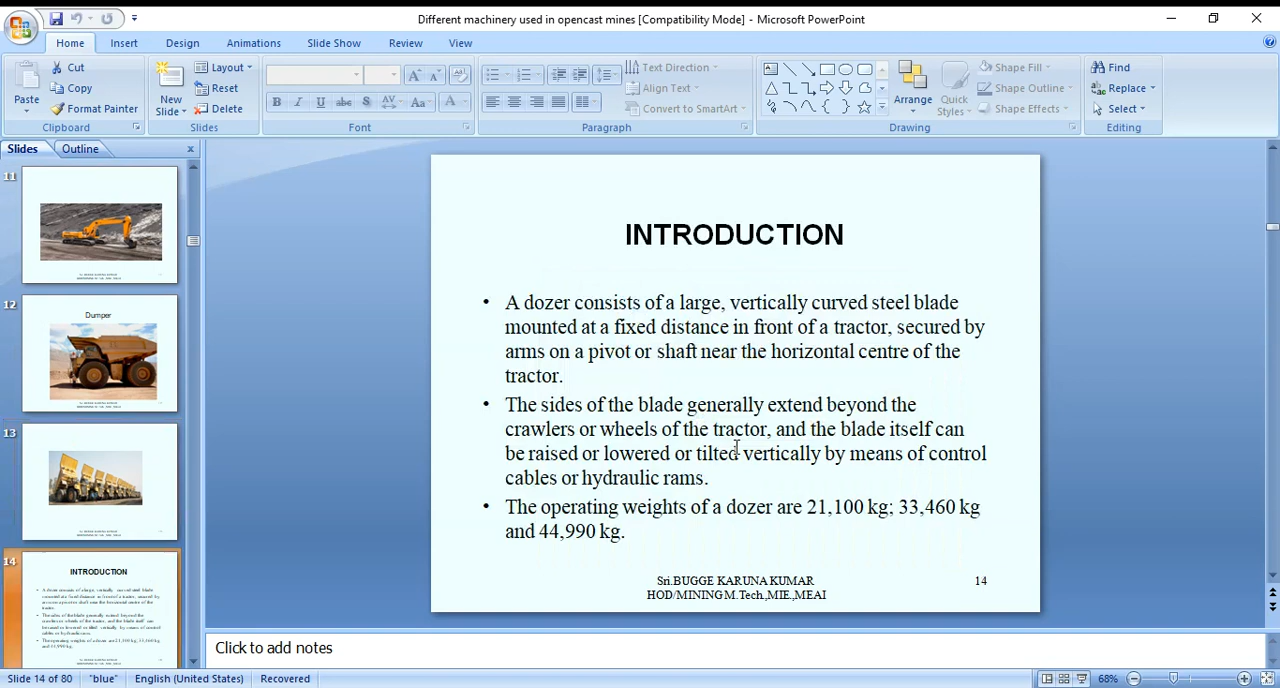 Different machinery used in opencast mines [Compatibility Mode] - Microsoft PowerPoint
Home Insert Design Animations Slide Show Review View
Paste
Cut
Copy
Format Painter
Clipboard
New
Slide
Layout
Reset
Delete
Slides
B I U abc S AV Aa A
Font
Text Direction
Align Text
Convert to SmartArt
Paragraph
Arrange
Quick
Styles
Shape Fill
Shape Outline
Shape Effects
Drawing
Find
Replace
Select
Editing
Slides Outline
11
12
Dumper
13
14
INTRODUCTION
INTRODUCTION
• A dozer consists of a large, vertically curved steel blade
mounted at a fixed distance in front of a tractor, secured by
arms on a pivot or shaft near the horizontal centre of the
tractor.
• The sides of the blade generally extend beyond the
crawlers or wheels of the tractor, and the blade itself can
be raised or lowered or tilted vertically by means of control
cables or hydraulic rams.
• The operating weights of a dozer are 21,100 kg; 33,460 kg
and 44,990 kg.
Sri.BUGGE KARUNA KUMAR
HOD/MINING M.Tech,,MIE,,MEAI
14
Click to add notes
Slide 14 of 80 "blue" English (United States) Recovered 68%